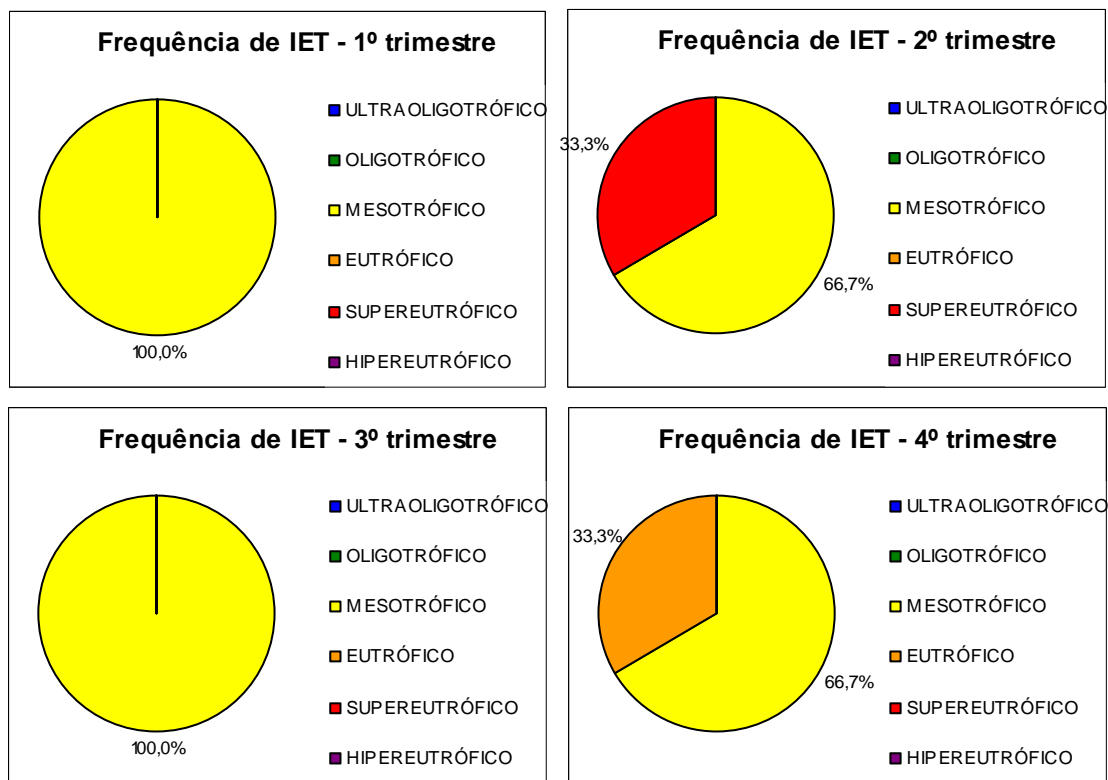 Frequência de IET - 1º trimestre
ULTRAOLIGOTRÓFICO
OLIGOTRÓFICO
MESOTRÓFICO
EUTRÓFICO
SUPEREUTRÓFICO
HIPEREUTRÓFICO
100,0%
Frequência de IET - 2º trimestre
33,3%
66,7%
ULTRAOLIGOTRÓFICO
OLIGOTRÓFICO
MESOTRÓFICO
EUTRÓFICO
SUPEREUTRÓFICO
HIPEREUTRÓFICO
Frequência de IET - 3º trimestre
ULTRAOLIGOTRÓFICO
OLIGOTRÓFICO
MESOTRÓFICO
EUTRÓFICO
SUPEREUTRÓFICO
HIPEREUTRÓFICO
100,0%
Frequência de IET - 4º trimestre
33,3%
66,7%
ULTRAOLIGOTRÓFICO
OLIGOTRÓFICO
MESOTRÓFICO
EUTRÓFICO
SUPEREUTRÓFICO
HIPEREUTRÓFICO